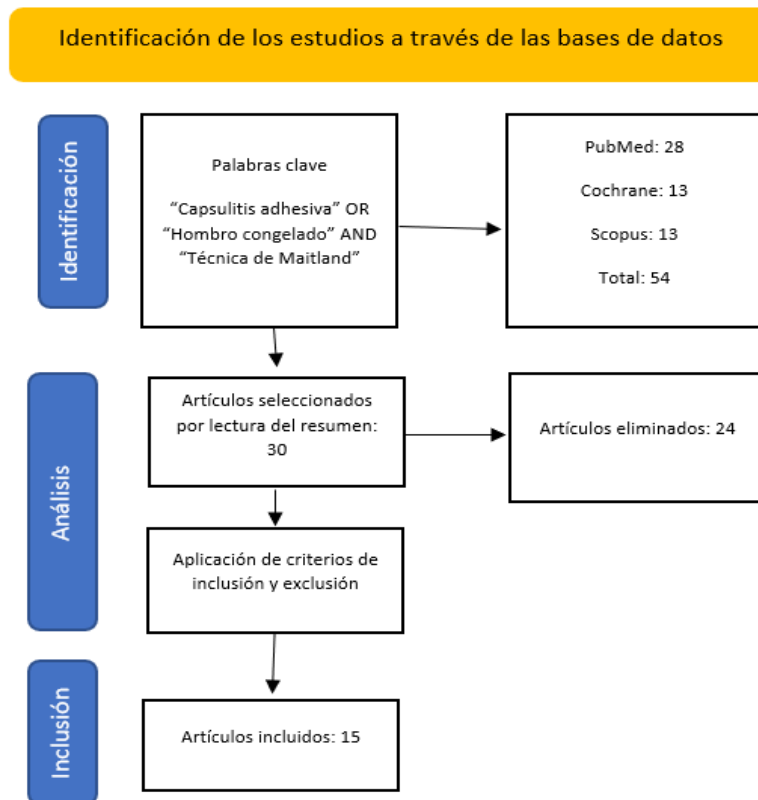 Identificación de los estudios a través de las bases de datos
Identificación
Palabras clave
“Capsulitis adhesiva” OR
“Hombro congelado” AND
“Técnica de Maitland”
PubMed: 28
Cochrane: 13
Scopus: 13
Total: 54
Análisis
Artículos seleccionados
por lectura del resumen:
30
Artículos eliminados: 24
Aplicación de criterios de
inclusión y exclusión
Inclusión
Artículos incluidos: 15